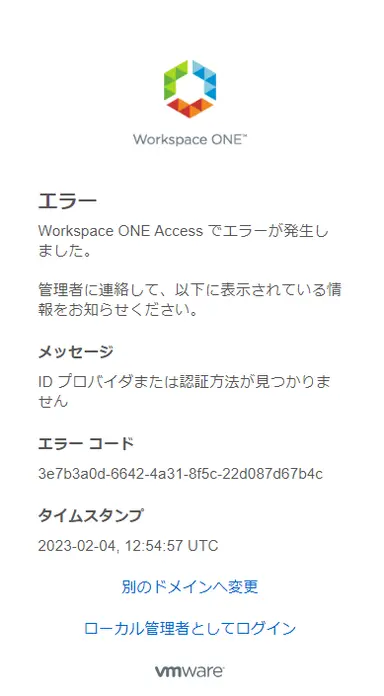 Workspace ONE™
エラー
Workspace ONE Access でエラーが発生し
ました。
管理者に連絡して、以下に表示されている情
報をお知らせください。
メッセージ
ID プロバイダまたは認証方法が見つかりま
せん
エラー コード
3e7b3a0d-6642-4a31-8f5c-22d087d67b4c
タイムスタンプ
2023-02-04, 12:54:57 UTC
別のドメインへ変更
ローカル管理者としてログイン
vmware